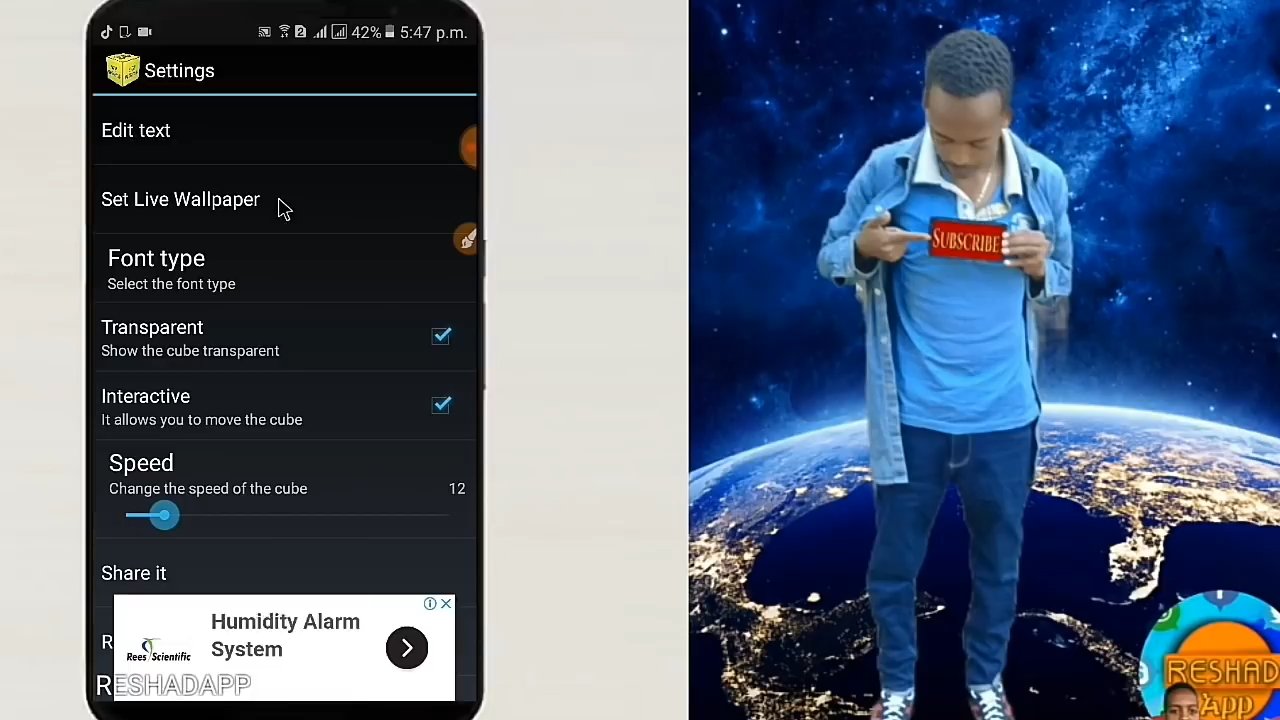 42% 5:47 p.m.
Settings
Edit text
Set Live Wallpaper
Font type
Select the font type
Transparent
Show the cube transparent
Interactive
It allows you to move the cube
Speed
Change the speed of the cube
12
Share it
Humidity Alarm
System
Rees Scientific
R
RESHADAPP
SUBSCRIBE
RESHAD
App